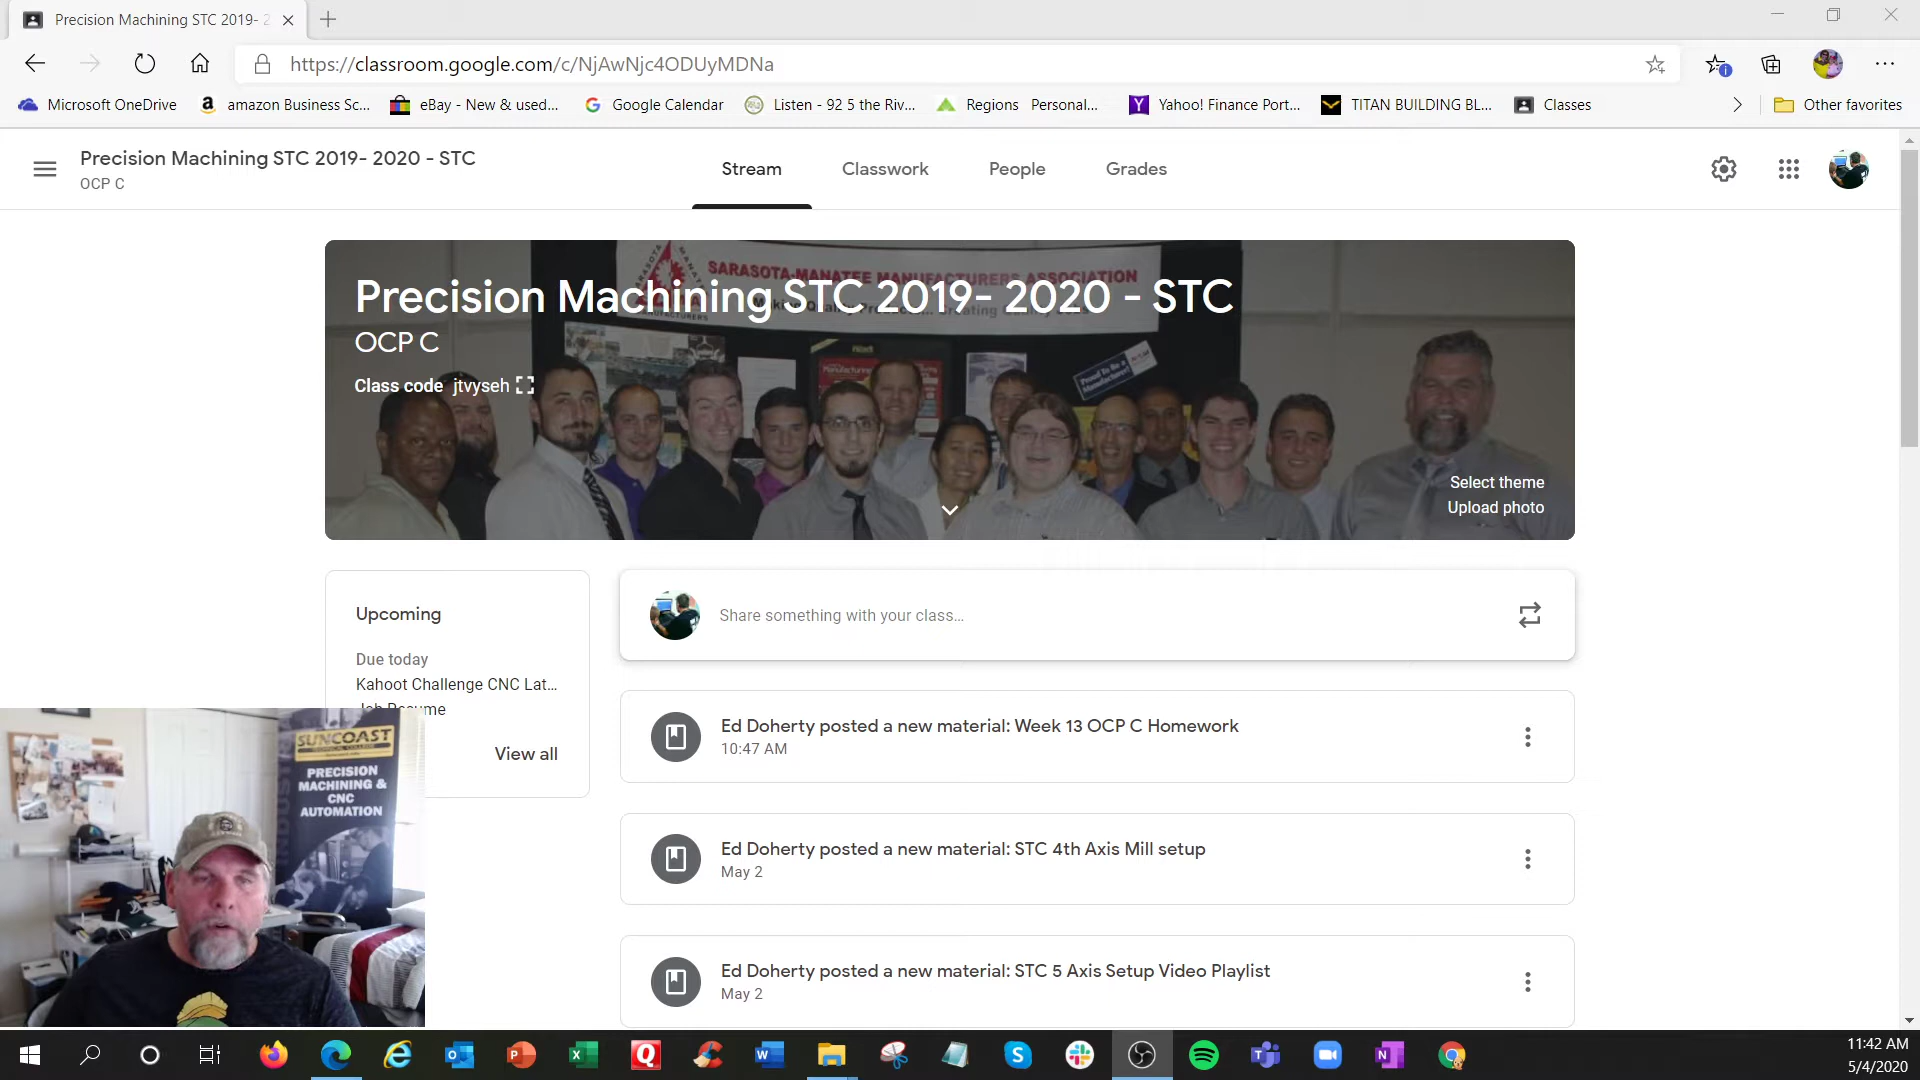 Precision Machining STC 2019- 2
https://classroom.google.com/c/NjAwNjc4ODUyMDNa
Microsoft OneDrive
amazon Business Sc...
eBay - New & used...
Google Calendar
Listen - 92 5 the Riv...
Regions Personal...
Yahoo! Finance Port...
TITAN BUILDING BL...
Classes
Other favorites
Precision Machining STC 2019- 2020 - STC
OCP C
Stream
Classwork
People
Grades
SARASOTA-MANATEE MANUFACTURERS ASSOCIATION
Precision Machining STC 2019- 2020 - STC
OCP C
Class code jtvyseh
Select theme
Upload photo
Upcoming
Due today
Kahoot Challenge CNC Lat...
Job Resume
View all
Share something with your class...
Ed Doherty posted a new material: Week 13 OCP C Homework
10:47 AM
Ed Doherty posted a new material: STC 4th Axis Mill setup
May 2
Ed Doherty posted a new material: STC 5 Axis Setup Video Playlist
May 2
SUNCOAST
PRECISION
MACHINING &
CNC
AUTOMATION
11:42 AM
5/4/2020